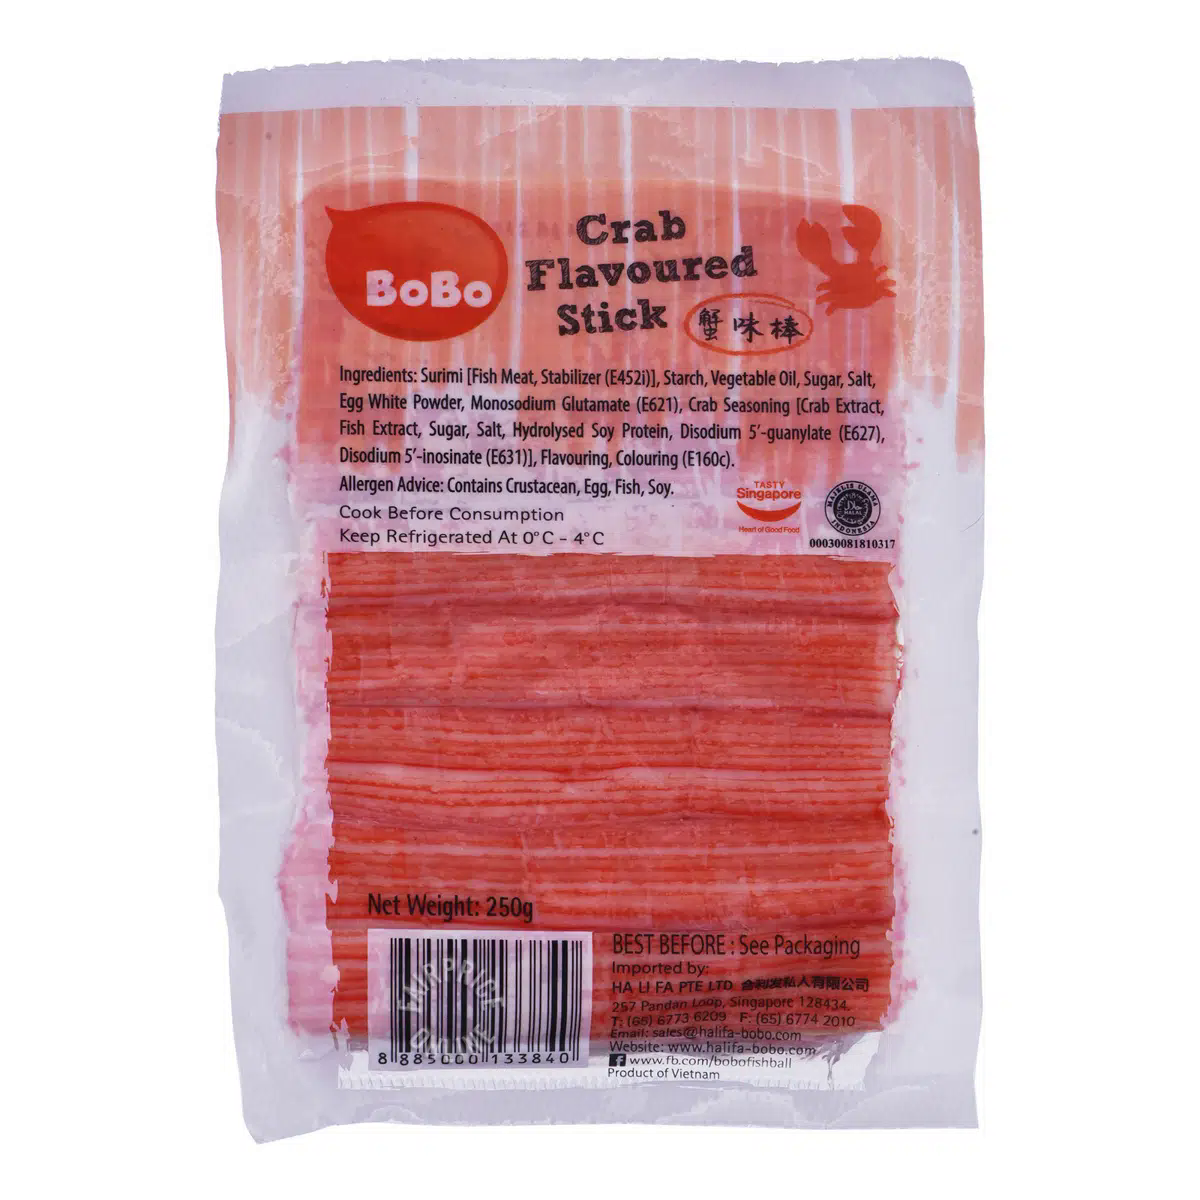 BoBo
Crab
Flavoured
Stick
蟹味棒
Ingredients: Surimi [Fish Meat, Stabilizer (E452i)], Starch, Vegetable Oil, Sugar, Salt,
Egg White Powder, Monosodium Glutamate (E621), Crab Seasoning [Crab Extract,
Fish Extract, Sugar, Salt, Hydrolysed Soy Protein, Disodium 5'-guanylate (E627),
Disodium 5'-inosinate (E631)], Flavouring, Colouring (E160c).
Allergen Advice: Contains Crustacean, Egg, Fish, Soy.
Cook Before Consumption
Keep Refrigerated At 0°C - 4°C
TASTY
Singapore
Heart of Good Food
MAJELIS ULAMA
HALAL
INDONESIA
00030081810317
Net Weight: 250g
FAIRPRICE
ONLINE
8 885000 133840
BEST BEFORE : See Packaging
Imported by:
HA LI FA PTE LTD 合利发私人有限公司
257 Pandan Loop, Singapore 128434.
T: (65) 6773 6209 F: (65) 6774 2010
Email: sales@halifa-bobo.com
Website: www.halifa-bobo.com
www.fb.com/bobofishball
Product of Vietnam